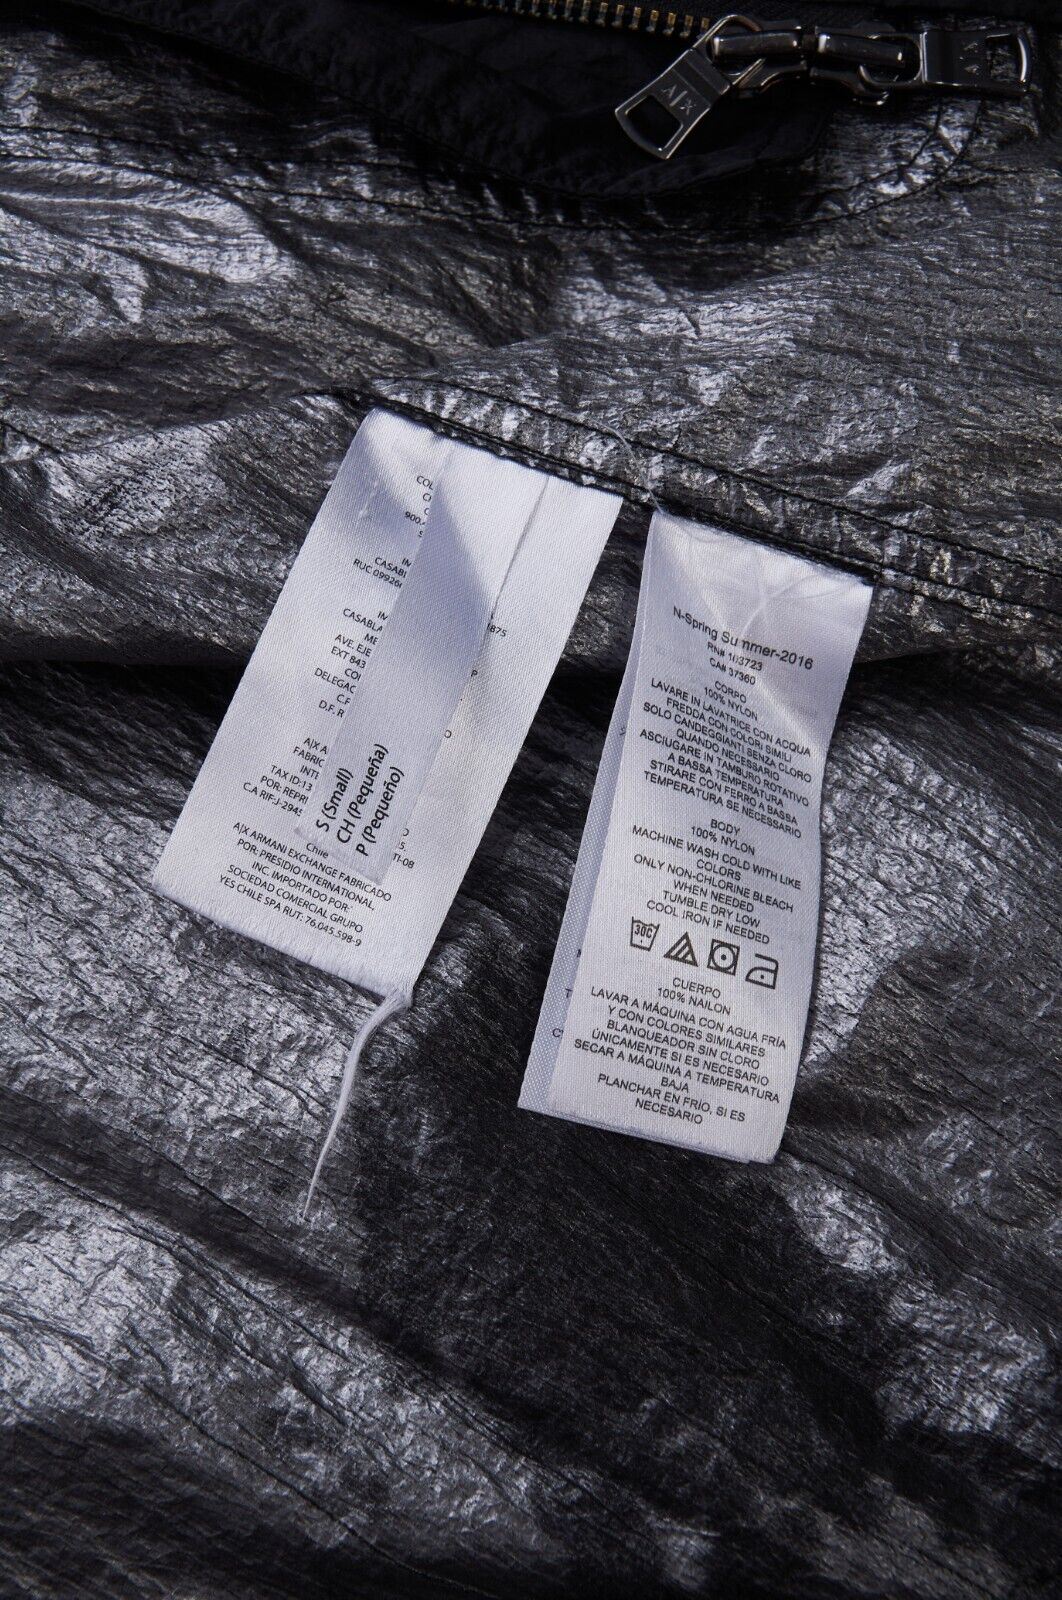 A|X
A|X
COL
900.
CASABL
RUC 09926
1875
CASABLA
ME
AVE. EJE
EXT 843
DELEGAC
C.P
D.F. R
A|X A
FABRIC
INT
TAX ID:13
POR: REPR
C.A RIF:J-2945
TI-08
S (Small)
CH (Pequeña)
P (Pequeño)
Chile
A|X ARMANI EXCHANGE FABRICADO
POR: PRESIDIO INTERNATIONAL,
INC. IMPORTADO POR:
SOCIEDAD COMERCIAL GRUPO
YES CHILE SPA RUT: 76.045.598-9
N-Spring Summer-2016
RN# 103723
CA# 37360
CORPO
100% NYLON
LAVARE IN LAVATRICE CON ACQUA
FREDDA CON COLORI SIMILI
SOLO CANDEGGIANTI SENZA CLORO
QUANDO NECESSARIO
ASCIUGARE IN TAMBURO ROTATIVO
A BASSA TEMPERATURA
STIRARE CON FERRO A BASSA
TEMPERATURA SE NECESSARIO
BODY
100% NYLON
MACHINE WASH COLD WITH LIKE
COLORS
ONLY NON-CHLORINE BLEACH
WHEN NEEDED
TUMBLE DRY LOW
COOL IRON IF NEEDED
30C
CUERPO
100% NAILON
LAVAR A MÁQUINA CON AGUA FRÍA
Y CON COLORES SIMILARES
BLANQUEADOR SIN CLORO
ÚNICAMENTE SI ES NECESARIO
SECAR A MÁQUINA A TEMPERATURA
BAJA
PLANCHAR EN FRÍO, SI ES
NECESARIO